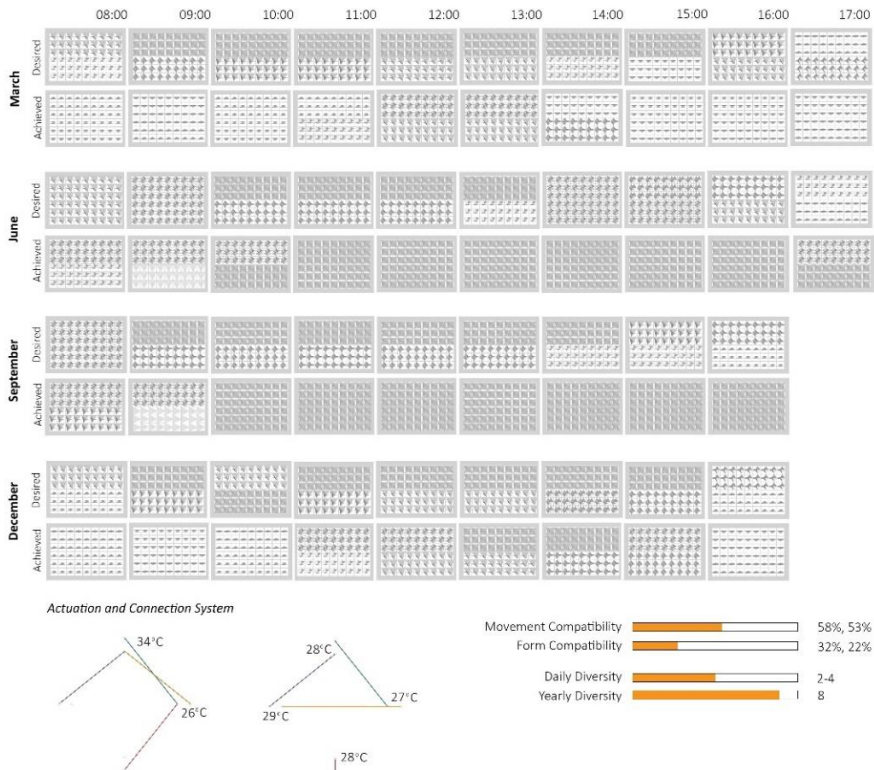 08:00 09:00 10:00 11:00 12:00 13:00 14:00 15:00 16:00 17:00
March
Desired
Achieved
June
Desired
Achieved
September
Desired
Achieved
December
Desired
Achieved
Actuation and Connection System
34°C
26°C
28°C
29°C
27°C
28°C
Movement Compatibility 58%, 53%
Form Compatibility 32%, 22%
Daily Diversity 2-4
Yearly Diversity 8